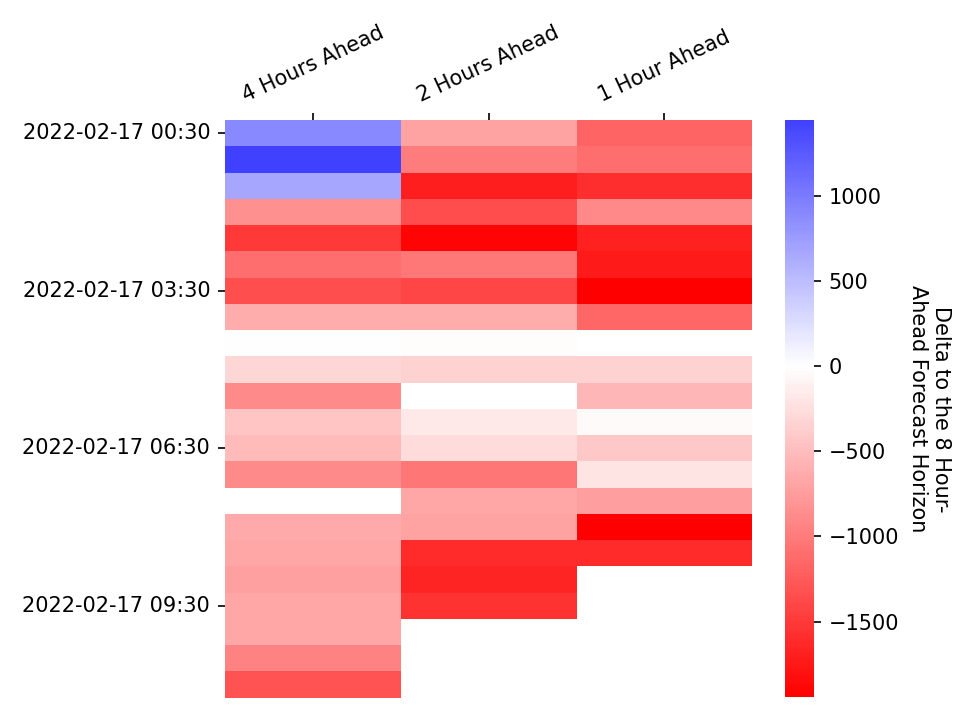 4 Hours Ahead
2 Hours Ahead
1 Hour Ahead
2022-02-17 00:30
2022-02-17 03:30
2022-02-17 06:30
2022-02-17 09:30
1000
500
0
−500
−1000
−1500
Delta to the 8 Hour-
Ahead Forecast Horizon